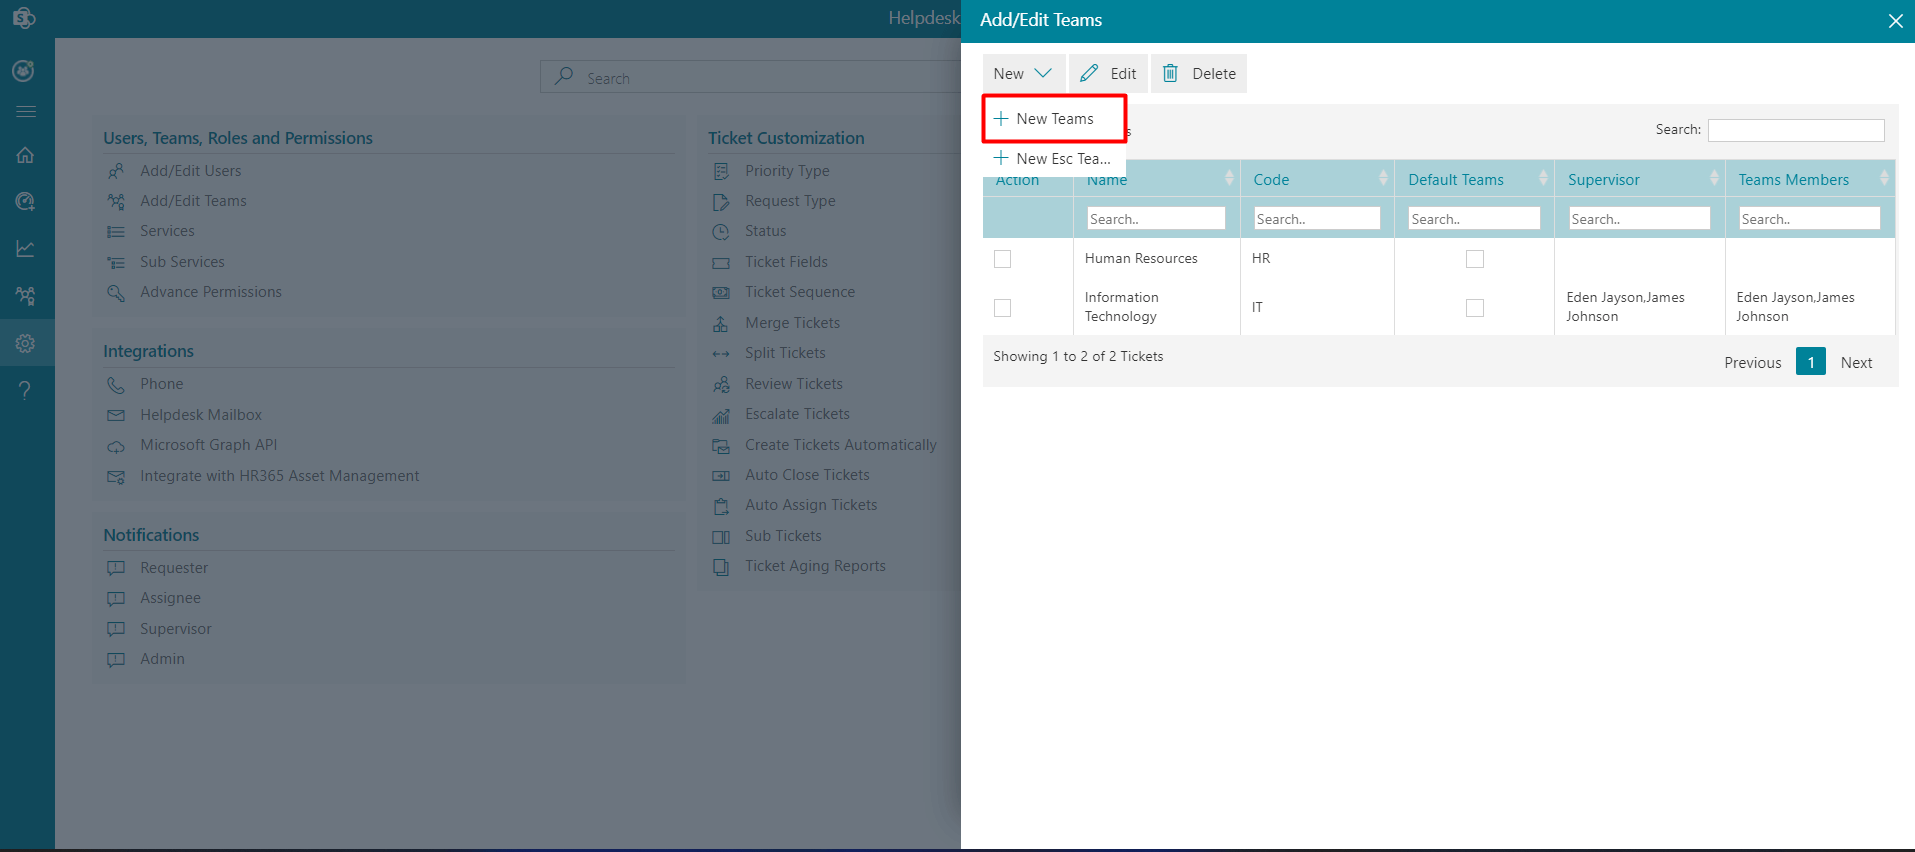 Helpdesk
Search
Users, Teams, Roles and Permissions
Add/Edit Users
Add/Edit Teams
Services
Sub Services
Advance Permissions
Integrations
Phone
Helpdesk Mailbox
Microsoft Graph API
Integrate with HR365 Asset Management
Notifications
Requester
Assignee
Supervisor
Admin
Ticket Customization
Priority Type
Request Type
Status
Ticket Fields
Ticket Sequence
Merge Tickets
Split Tickets
Review Tickets
Escalate Tickets
Create Tickets Automatically
Auto Close Tickets
Auto Assign Tickets
Sub Tickets
Ticket Aging Reports
Add/Edit Teams
New Edit Delete
New Teams
New Esc Tea...
Search:
Action Name Code Default Teams Supervisor Teams Members
Search.. Search.. Search.. Search.. Search..
Human Resources HR
Information Technology IT Eden Jayson,James Johnson Eden Jayson,James Johnson
Showing 1 to 2 of 2 Tickets
Previous 1 Next